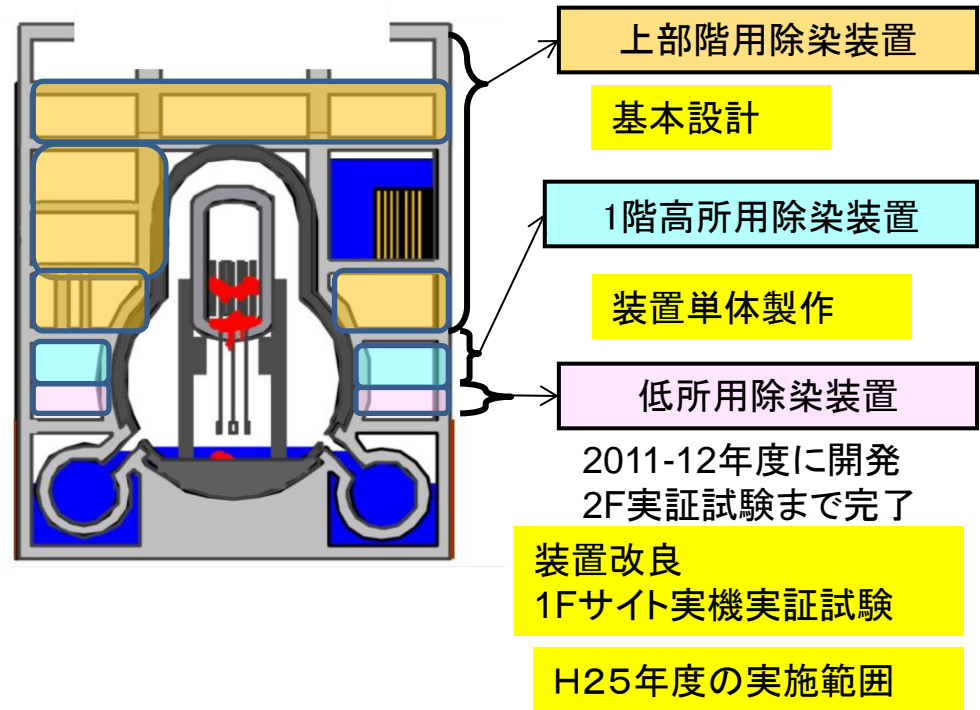 上部階用除染装置
基本設計
1階高所用除染装置
装置単体製作
低所用除染装置
2011-12年度に開発
2F実証試験まで完了
装置改良
1Fサイト実機実証試験
H25年度の実施範囲